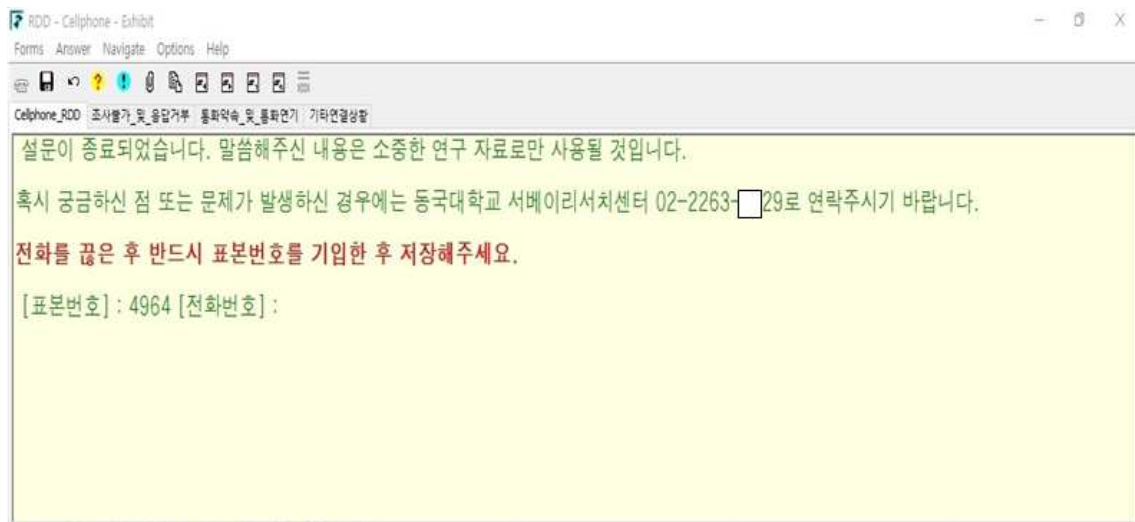 RDD - Cellphone - Exhibit
Forms Answer Navigate Options Help
Cellphone_RDD 조사불가_및_응답거부 통화약속_및_통화연기 기타연결상황
설문이 종료되었습니다. 말씀해주신 내용은 소중한 연구 자료로만 사용될 것입니다.
혹시 궁금하신 점 또는 문제가 발생하신 경우에는 동국대학교 서베이리서치센터 02-2263- 29로 연락주시기 바랍니다.
전화를 끊은 후 반드시 표본번호를 기입한 후 저장해주세요.
[표본번호] : 4964 [전화번호] :